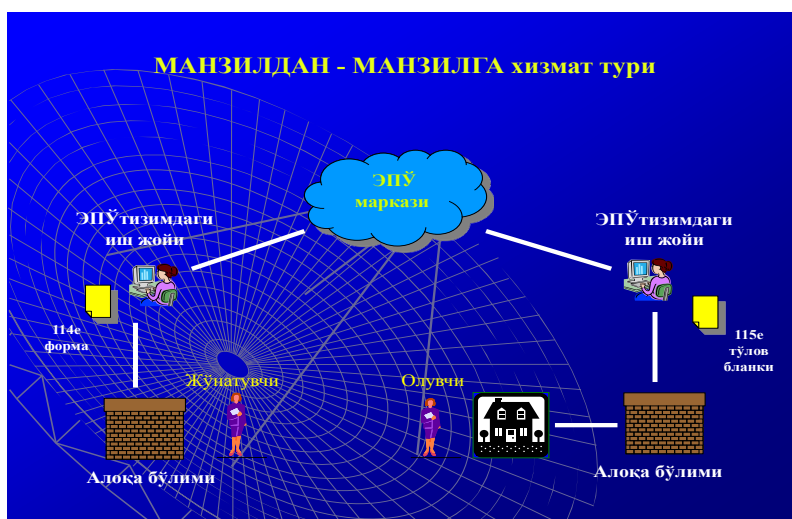 МАНЗИЛДАН - МАНЗИЛГА хизмат тури
ЭПЎ
маркази
ЭПЎтизимдаги
иш жойи
ЭПЎтизимдаги
иш жойи
114е
форма
115е
тўлов
бланки
Жўнатувчи
Олувчи
Алоқа бўлими
Алоқа бўлими